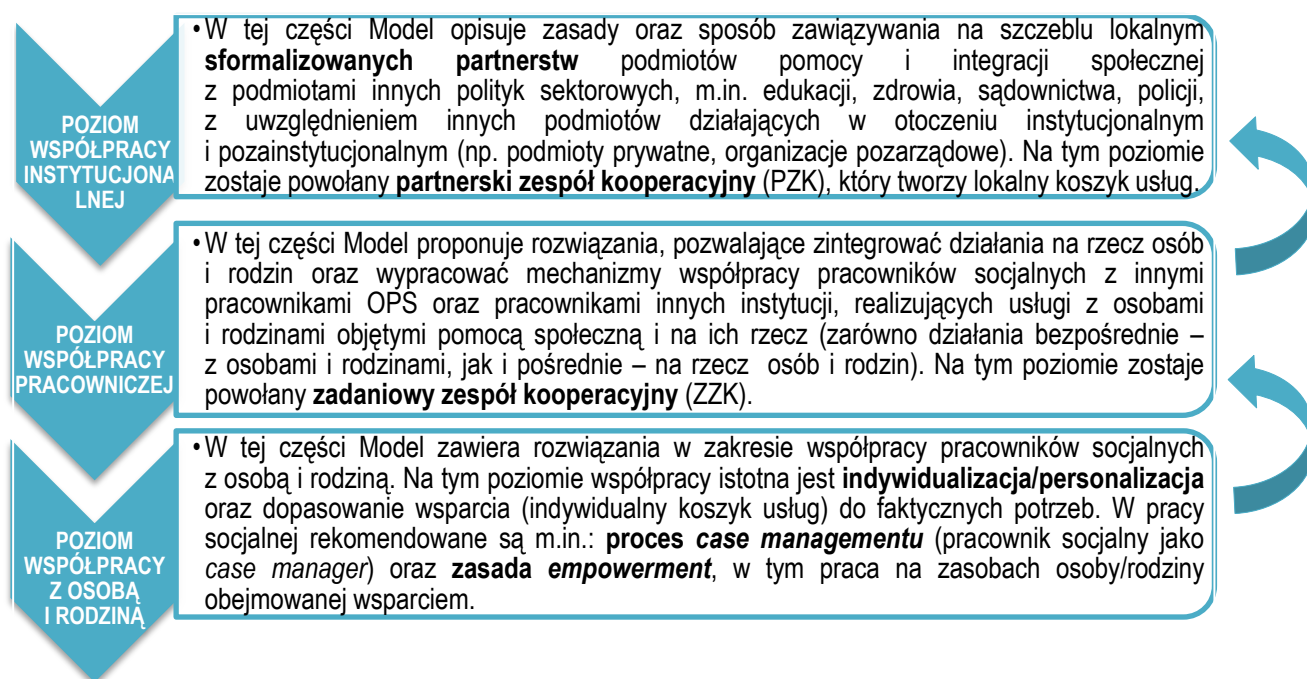 POZIOM
WSPÓŁPRACY
INSTYTUCJONA
LNEJ
•W tej części Model opisuje zasady oraz sposób zawiązywania na szczeblu lokalnym
sformalizowanych partnerstw podmiotów pomocy i integracji społecznej
z podmiotami innych polityk sektorowych, m.in. edukacji, zdrowia, sądownictwa, policji,
z uwzględnieniem innych podmiotów działających w otoczeniu instytucjonalnym
i pozainstytucjonalnym (np. podmioty prywatne, organizacje pozarządowe). Na tym poziomie
zostaje powołany partnerski zespół kooperacyjny (PZK), który tworzy lokalny koszyk usług.
POZIOM
WSPÓŁPRACY
PRACOWNICZEJ
•W tej części Model proponuje rozwiązania, pozwalające zintegrować działania na rzecz osób
i rodzin oraz wypracować mechanizmy współpracy pracowników socjalnych z innymi
pracownikami OPS oraz pracownikami innych instytucji, realizujących usługi z osobami
i rodzinami objętymi pomocą społeczną i na ich rzecz (zarówno działania bezpośrednie –
z osobami i rodzinami, jak i pośrednie – na rzecz osób i rodzin). Na tym poziomie zostaje
powołany zadaniowy zespół kooperacyjny (ZZK).
POZIOM
WSPÓŁPRACY
Z OSOBĄ
I RODZINĄ
•W tej części Model zawiera rozwiązania w zakresie współpracy pracowników socjalnych
z osobą i rodziną. Na tym poziomie współpracy istotna jest indywidualizacja/personalizacja
oraz dopasowanie wsparcia (indywidualny koszyk usług) do faktycznych potrzeb. W pracy
socjalnej rekomendowane są m.in.: proces case managementu (pracownik socjalny jako
case manager) oraz zasada empowerment, w tym praca na zasobach osoby/rodziny
obejmowanej wsparciem.